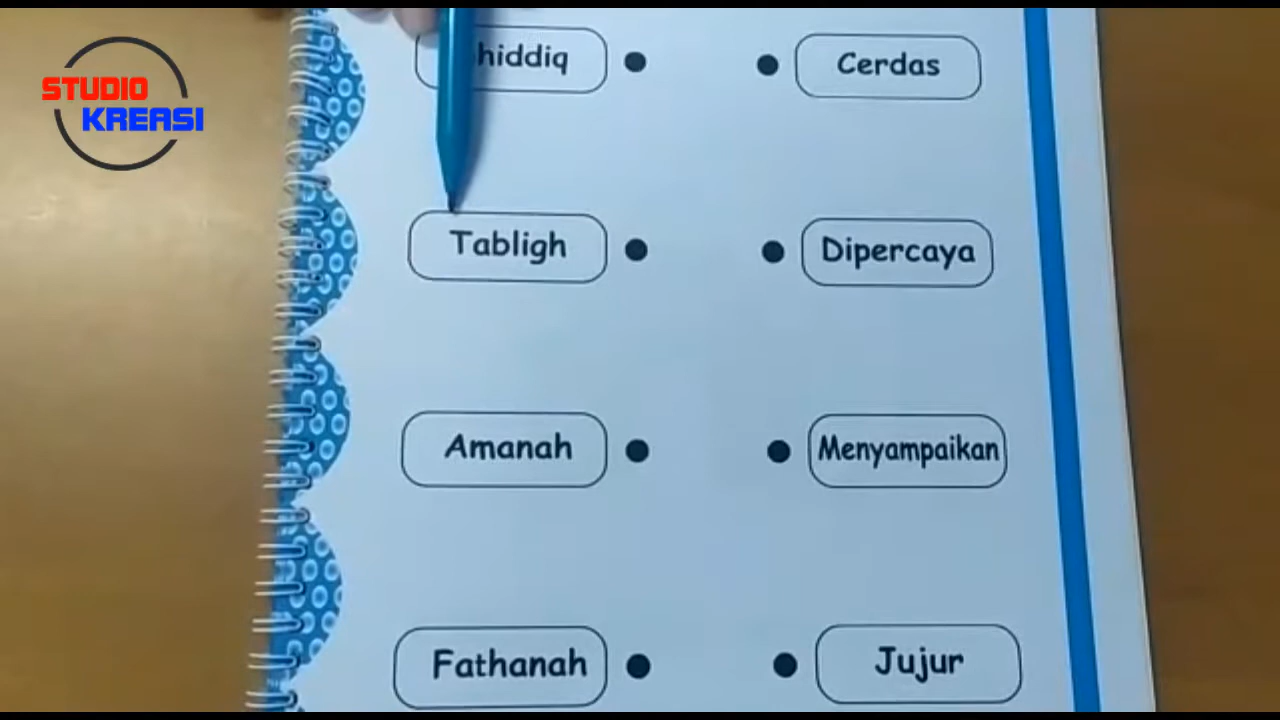 STUDIO
KREASI
hiddiq
Cerdas
Tabligh
Dipercaya
Amanah
Menyampaikan
Fathanah
Jujur